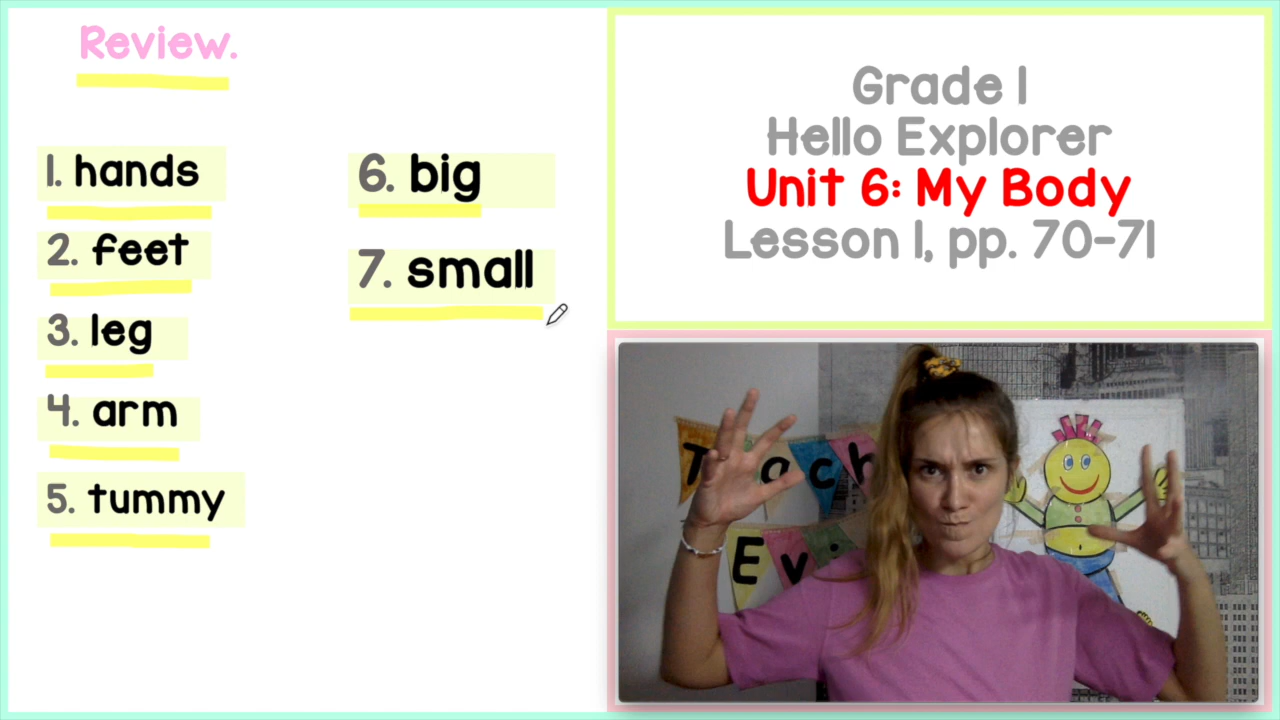 Review.
1. hands
2. feet
3. leg
4. arm
5. tummy
6. big
7. small
Grade 1
Hello Explorer
Unit 6: My Body
Lesson 1, pp. 70-71